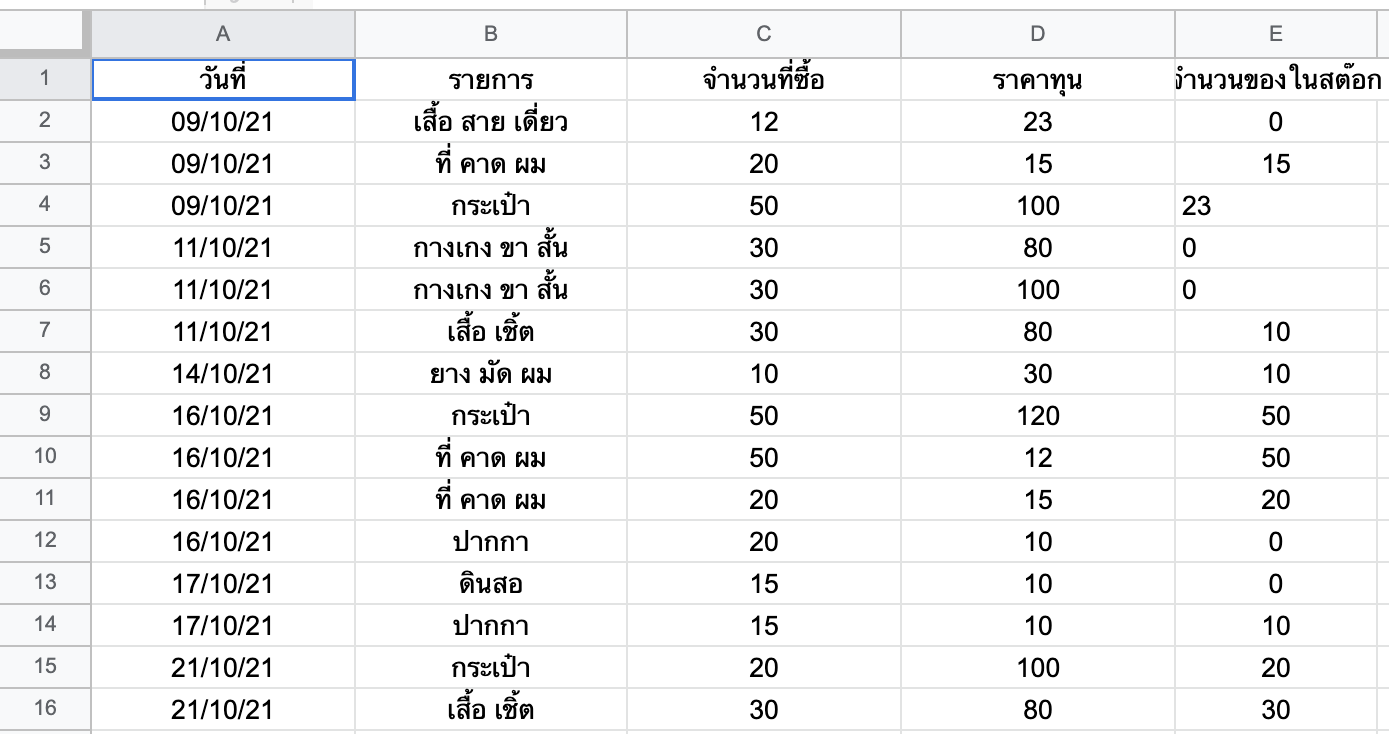 A B C D E
1 วันที่ รายการ จำนวนที่ซื้อ ราคาทุน จำนวนของในสต๊อก
2 09/10/21 เสื้อ สาย เดี่ยว 12 23 0
3 09/10/21 ที่ คาด ผม 20 15 15
4 09/10/21 กระเป๋า 50 100 23
5 11/10/21 กางเกง ขา สั้น 30 80 0
6 11/10/21 กางเกง ขา สั้น 30 100 0
7 11/10/21 เสื้อ เชิ้ต 30 80 10
8 14/10/21 ยาง มัด ผม 10 30 10
9 16/10/21 กระเป๋า 50 120 50
10 16/10/21 ที่ คาด ผม 50 12 50
11 16/10/21 ที่ คาด ผม 20 15 20
12 16/10/21 ปากกา 20 10 0
13 17/10/21 ดินสอ 15 10 0
14 17/10/21 ปากกา 15 10 10
15 21/10/21 กระเป๋า 20 100 20
16 21/10/21 เสื้อ เชิ้ต 30 80 30